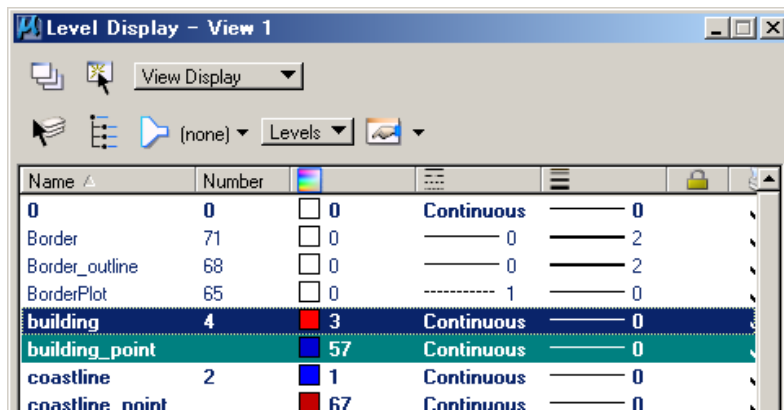 Level Display - View 1
View Display
(none) Levels
Name Number
0 0 0 Continuous 0
Border 71 0 0 2
Border_outline 68 0 0 2
BorderPlot 65 0 1 0
building 4 3 Continuous 0
building_point 57 Continuous 0
coastline 2 1 Continuous 0
coastline_point 67 Continuous 0